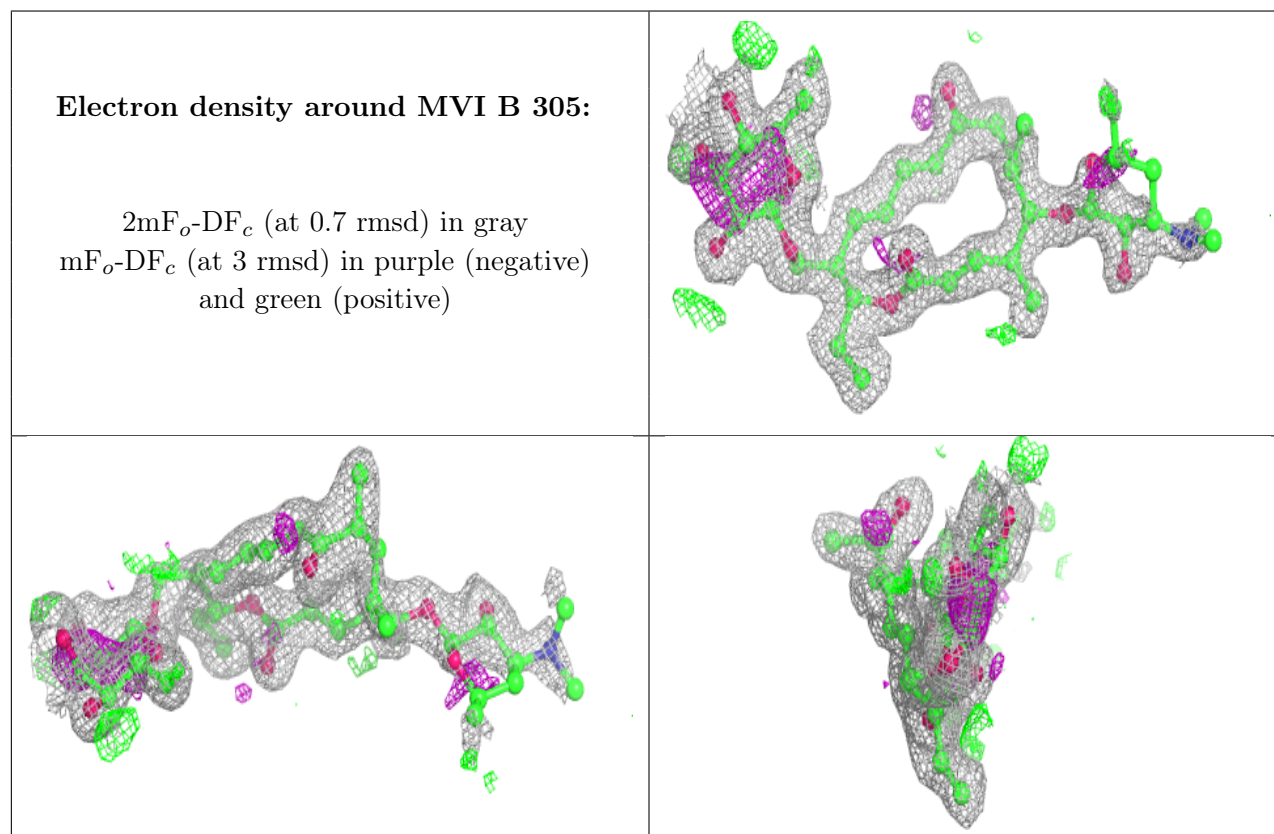 Electron density around MVI B 305:
2mFo-DFc (at 0.7 rmsd) in gray
mFo-DFc (at 3 rmsd) in purple (negative)
and green (positive)